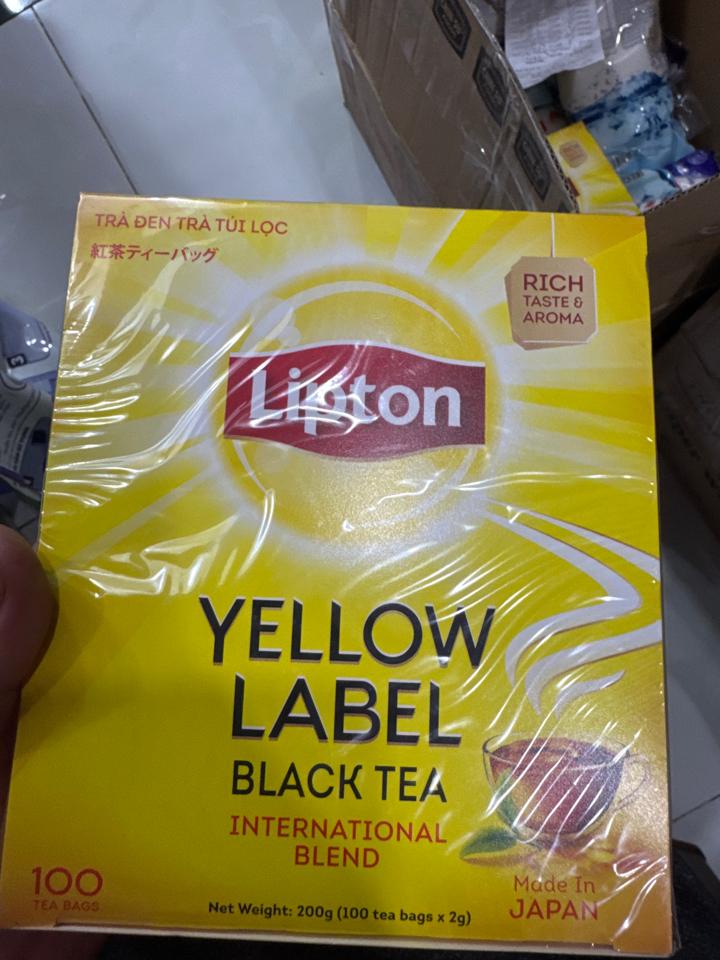 TRÀ ĐEN TRÀ TÚI LỌC
紅茶ティーバッグ
RICH
TASTE &
AROMA
Lipton
YELLOW
LABEL
BLACK TEA
INTERNATIONAL
BLEND
100
TEA BAGS
Net Weight: 200g (100 tea bags x 2g)
Made In
JAPAN